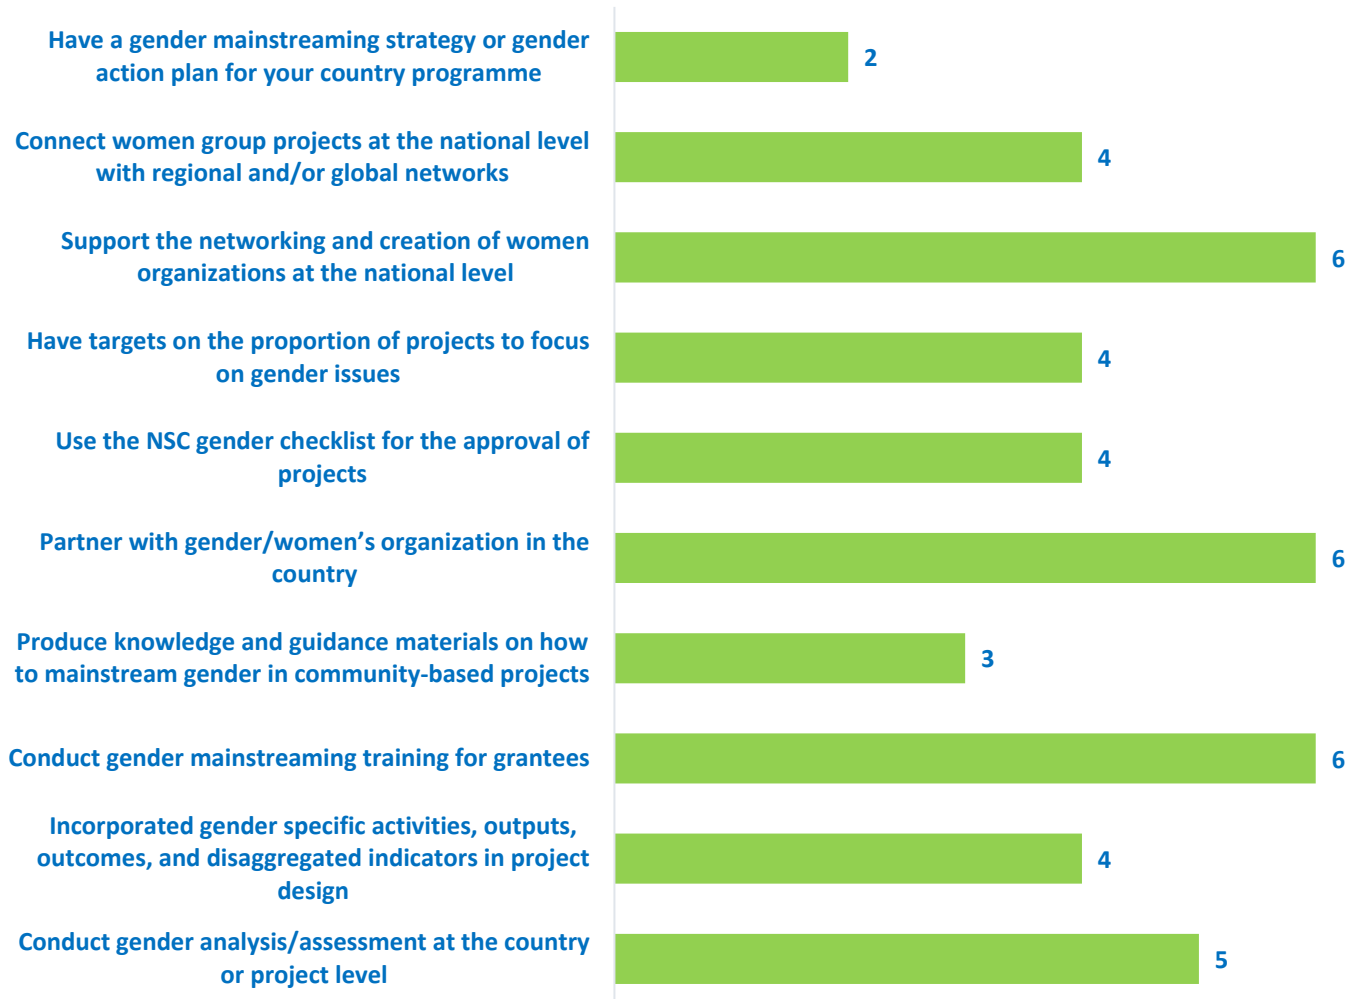 Have a gender mainstreaming strategy or gender
action plan for your country programme
2
Connect women group projects at the national level
with regional and/or global networks
4
Support the networking and creation of women
organizations at the national level
6
Have targets on the proportion of projects to focus
on gender issues
4
Use the NSC gender checklist for the approval of
projects
4
Partner with gender/women’s organization in the
country
6
Produce knowledge and guidance materials on how
to mainstream gender in community-based projects
3
Conduct gender mainstreaming training for grantees
6
Incorporated gender specific activities, outputs,
outcomes, and disaggregated indicators in project
design
4
Conduct gender analysis/assessment at the country
or project level
5